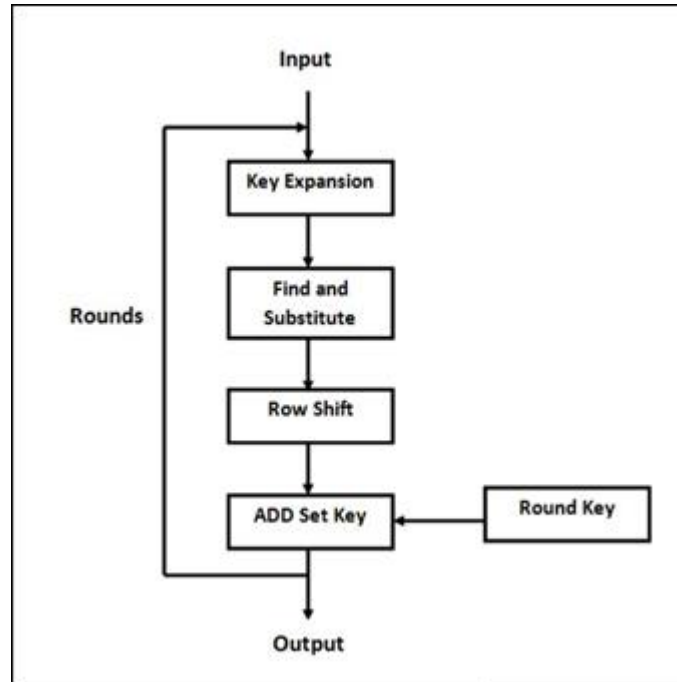 Input
Key Expansion
Find and
Substitute
Rounds
Row Shift
ADD Set Key
Round Key
Output